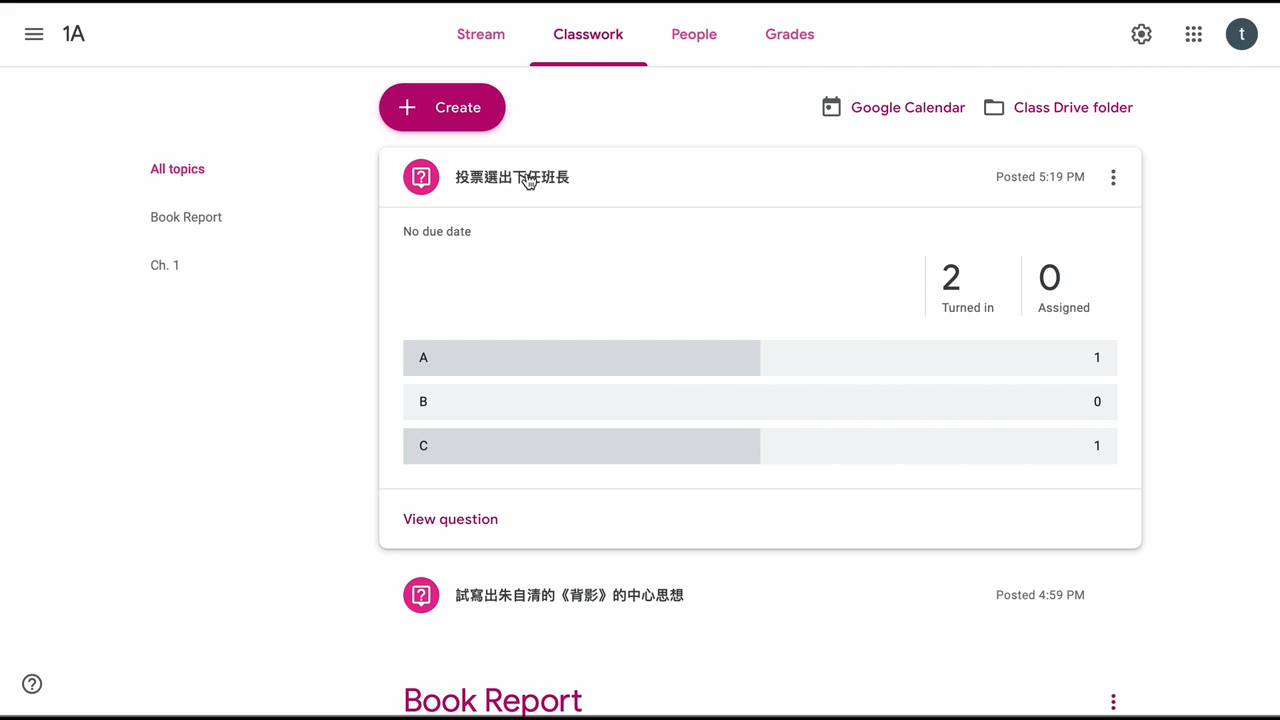 1A
Stream
Classwork
People
Grades
t
Create
Google Calendar
Class Drive folder
All topics
Book Report
Ch. 1
投票選出下任班長
Posted 5:19 PM
No due date
2
Turned in
0
Assigned
A 1
B 0
C 1
View question
試寫出朱自清的《背影》的中心思想
Posted 4:59 PM
Book Report